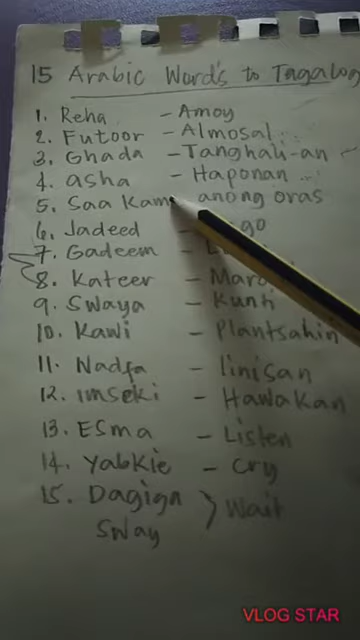 15 Arabic Word's to Tagalog
1. Reha - Amoy
2. Futoor - Almosal
3. Ghada - Tanghali-an
4. asha - Haponan
5. Saa Kam anong oras
6. Jadeed -
7. Gadeem -
8. Kateer -
9. Swaya - Kunti
10. Kawi - Plantsahin
11. Nadfa - linisan
12. imseki - Hawakan
13. Esma - Listen
14. Yabkie - Cry
15. Dagiga } Wait
Sway
VLOG STAR